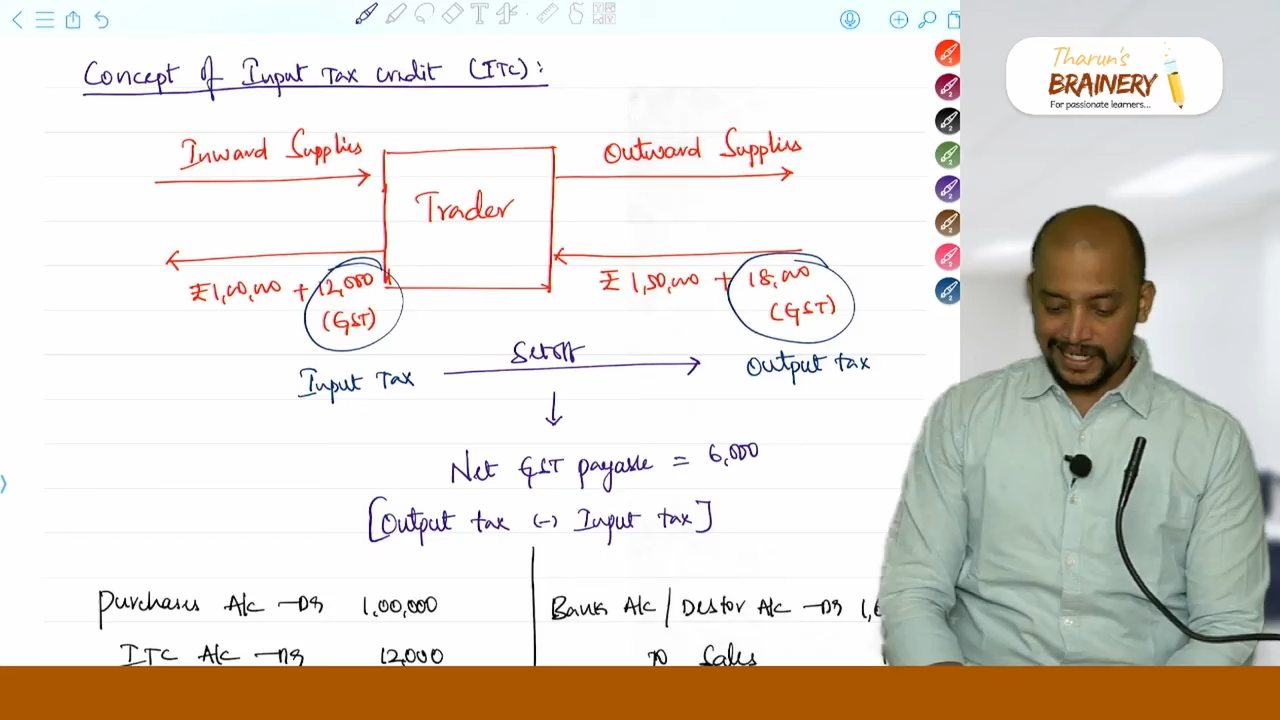 Concept of Input Tax credit (ITC):
Tharun's
BRAINERY
For passionate learners...
Inward Supplies
Outward Supplies
Trader
₹1,00,000 + 12,000
(GST)
₹ 1,50,000 + 18,000
(GST)
Input Tax
Setoff
Output tax
Net GST payable = 6,000
[Output tax (-) Input tax]
Purchases A/c —Dr 1,00,000
Bank A/c / Debtor A/c —Dr 1,
ITC A/c —Dr 12,000
To Sales